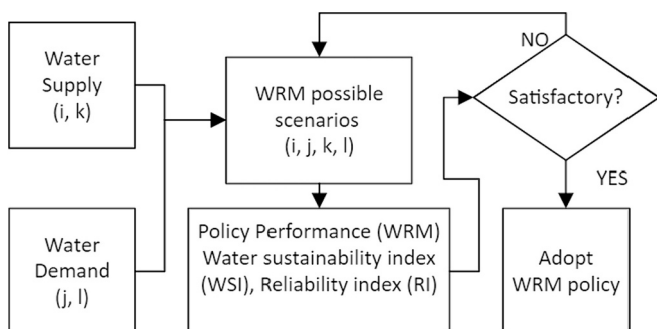 Water
Supply
(i, k)
Water
Demand
(j, l)
WRM possible
scenarios
(i, j, k, l)
Policy Performance (WRM)
Water sustainability index
(WSI), Reliability index (RI)
NO
Satisfactory?
YES
Adopt
WRM policy